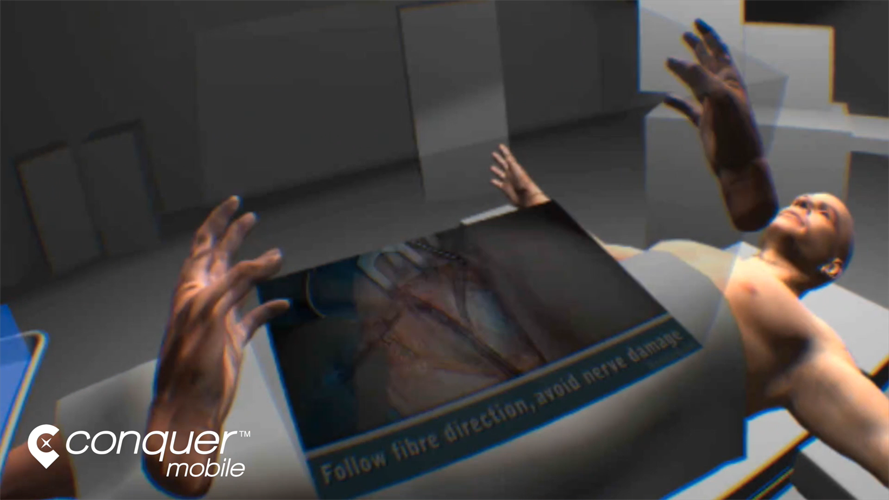 Follow fibre direction, avoid nerve damage
conquer™
mobile